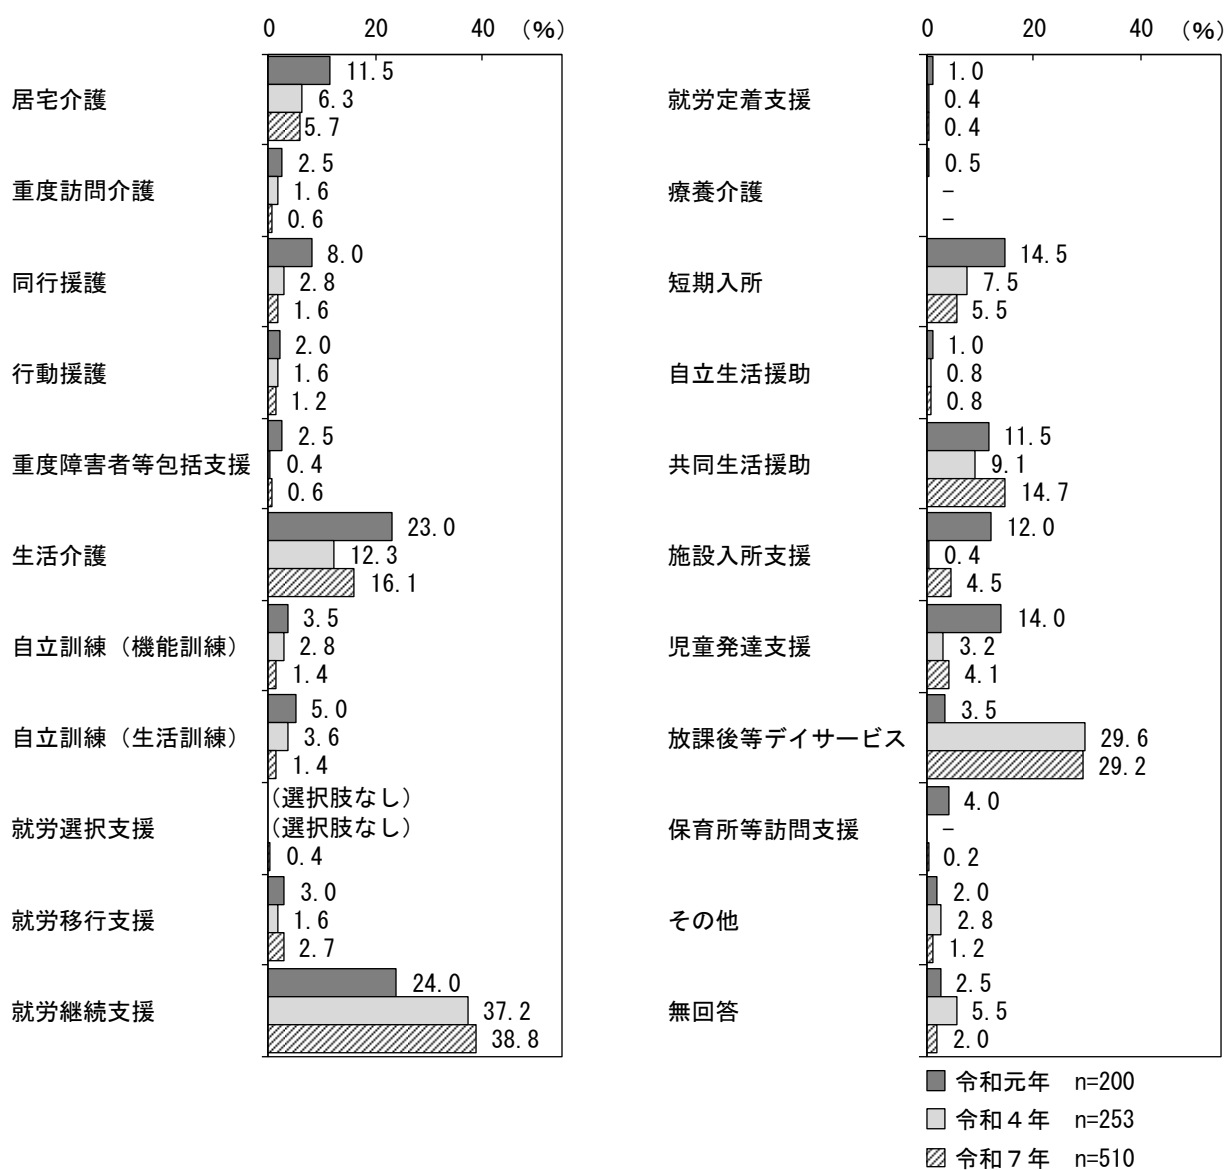 0 20 40 （%）
居宅介護
11.5
6.3
5.7
重度訪問介護
2.5
1.6
0.6
同行援護
8.0
2.8
1.6
行動援護
2.0
1.6
1.2
重度障害者等包括支援
2.5
0.4
0.6
生活介護
23.0
12.3
16.1
自立訓練（機能訓練）
3.5
2.8
1.4
自立訓練（生活訓練）
5.0
3.6
1.4
就労選択支援
(選択肢なし)
(選択肢なし)
0.4
就労移行支援
3.0
1.6
2.7
就労継続支援
24.0
37.2
38.8
0 20 40 （%）
就労定着支援
1.0
0.4
0.4
療養介護
0.5
－
－
短期入所
14.5
7.5
5.5
自立生活援助
1.0
0.8
0.8
共同生活援助
11.5
9.1
14.7
施設入所支援
12.0
0.4
4.5
児童発達支援
14.0
3.2
4.1
放課後等デイサービス
3.5
29.6
29.2
保育所等訪問支援
4.0
－
0.2
その他
2.0
2.8
1.2
無回答
2.5
5.5
2.0
令和元年 n=200
令和４年 n=253
令和７年 n=510